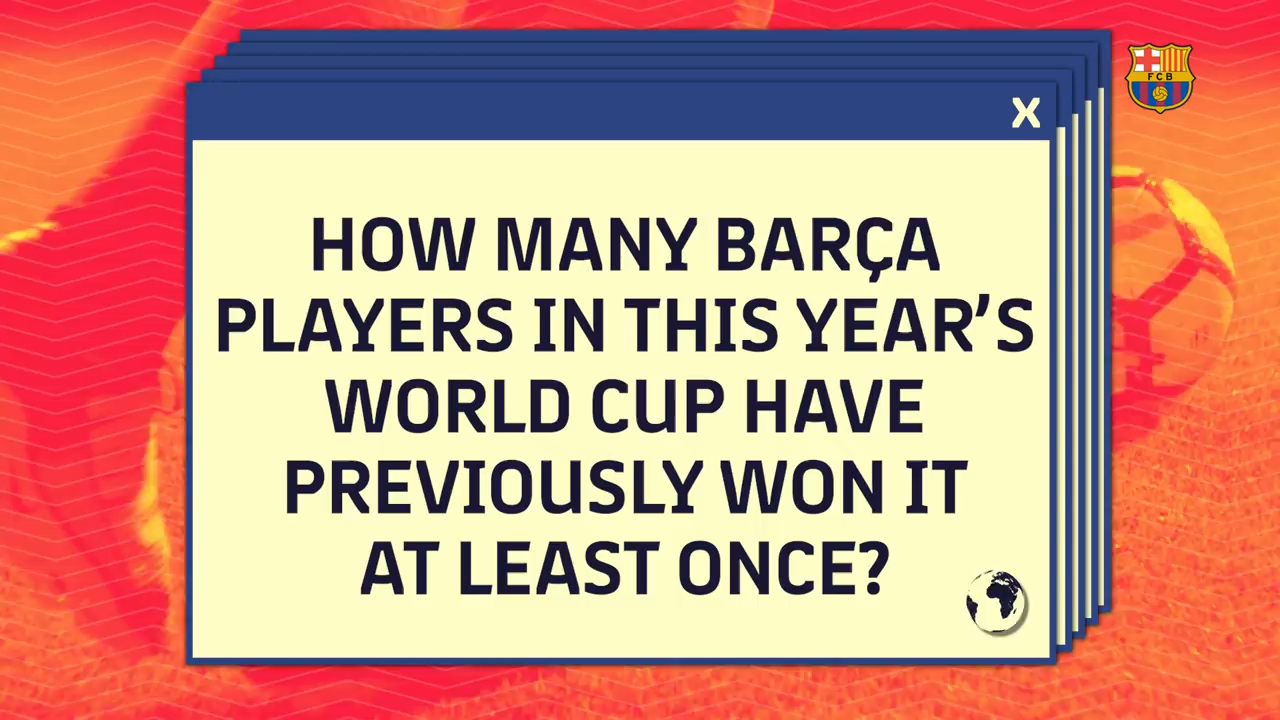 FCB
X
HOW MANY BARÇA
PLAYERS IN THIS YEAR'S
WORLD CUP HAVE
PREVIOUSLY WON IT
AT LEAST ONCE?